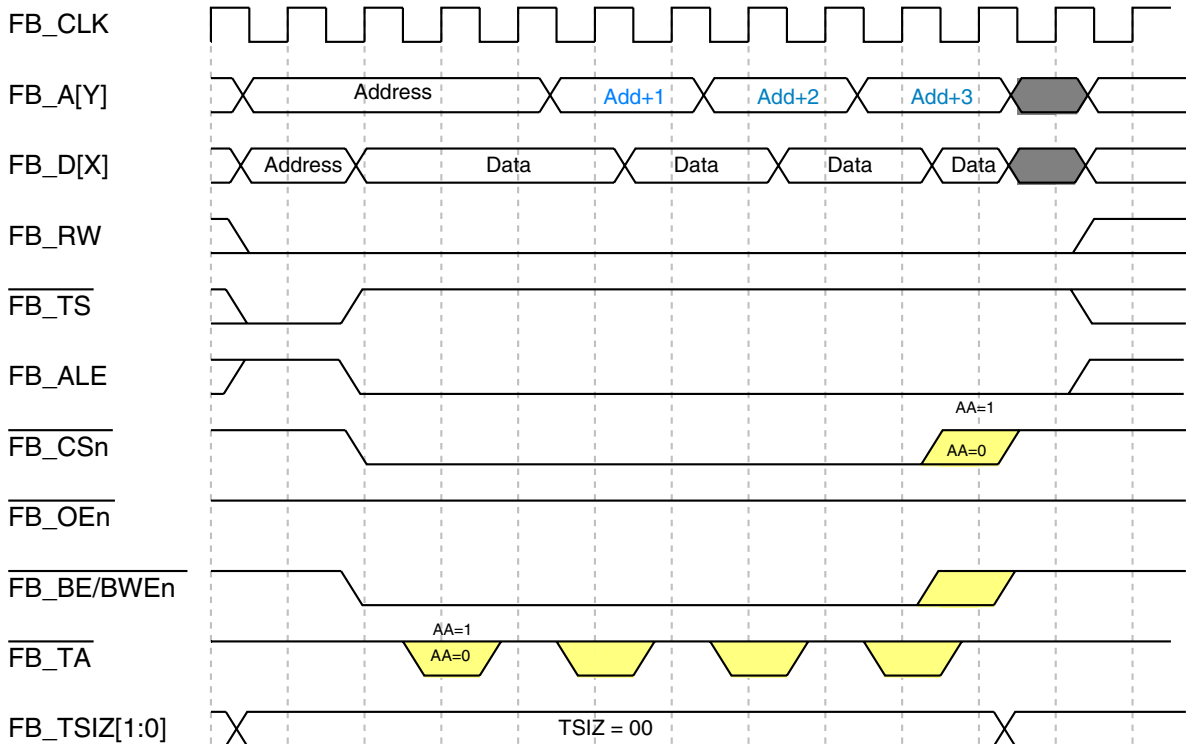 FB_CLK
FB_A[Y] Address Add+1 Add+2 Add+3
FB_D[X] Address Data Data Data Data
FB_RW
FB_TS
FB_ALE
AA=1
FB_CSn AA=0
FB_OEn
FB_BE/BWEn
AA=1
FB_TA AA=0
FB_TSIZ[1:0] TSIZ = 00